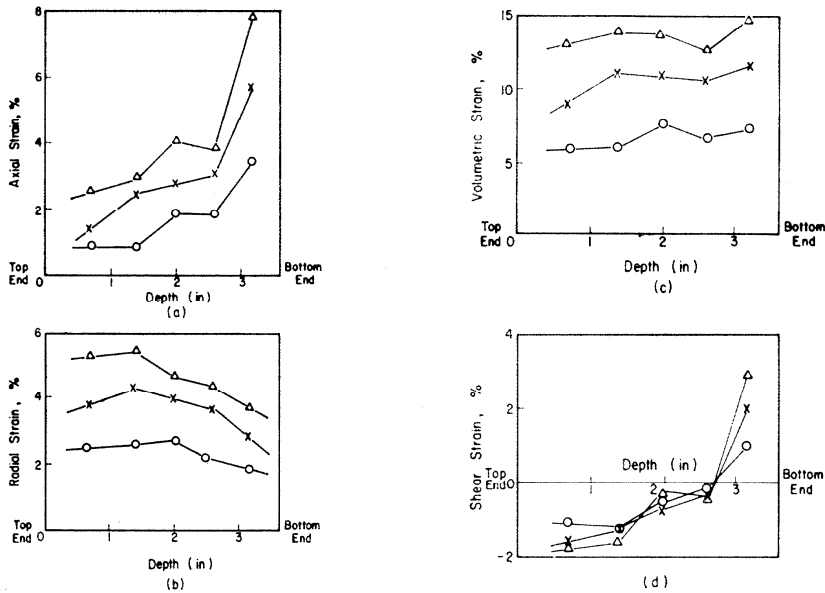 8
6
4
2
0
Axial Strain, %
Top
End
1
2
3
Bottom
End
Depth (in)
(a)
15
10
5
0
Volumetric Strain, %
Top
End
1
2
3
Bottom
End
Depth (in)
(c)
6
4
2
0
Radial Strain, %
Top
End
1
2
3
Bottom
End
Depth (in)
(b)
4
2
0
-2
Shear Strain, %
Top
End
Depth (in)
1
2
3
Bottom
End
(d)